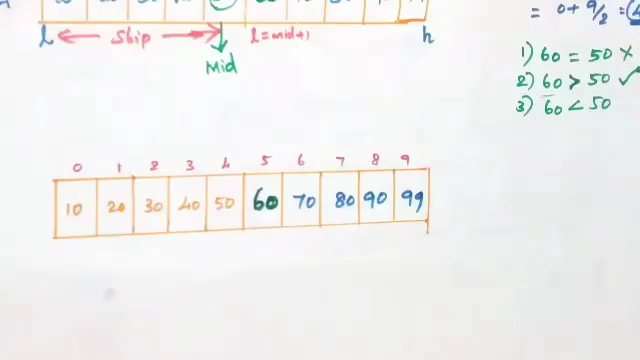 = 0+9/2 =
l Skip l=mid+1 h
Mid
1) 60 = 50 ×
2) 60 > 50 ✓
3) 60 < 50
0 1 2 3 4 5 6 7 8 9
10 20 30 40 50 60 70 80 90 99